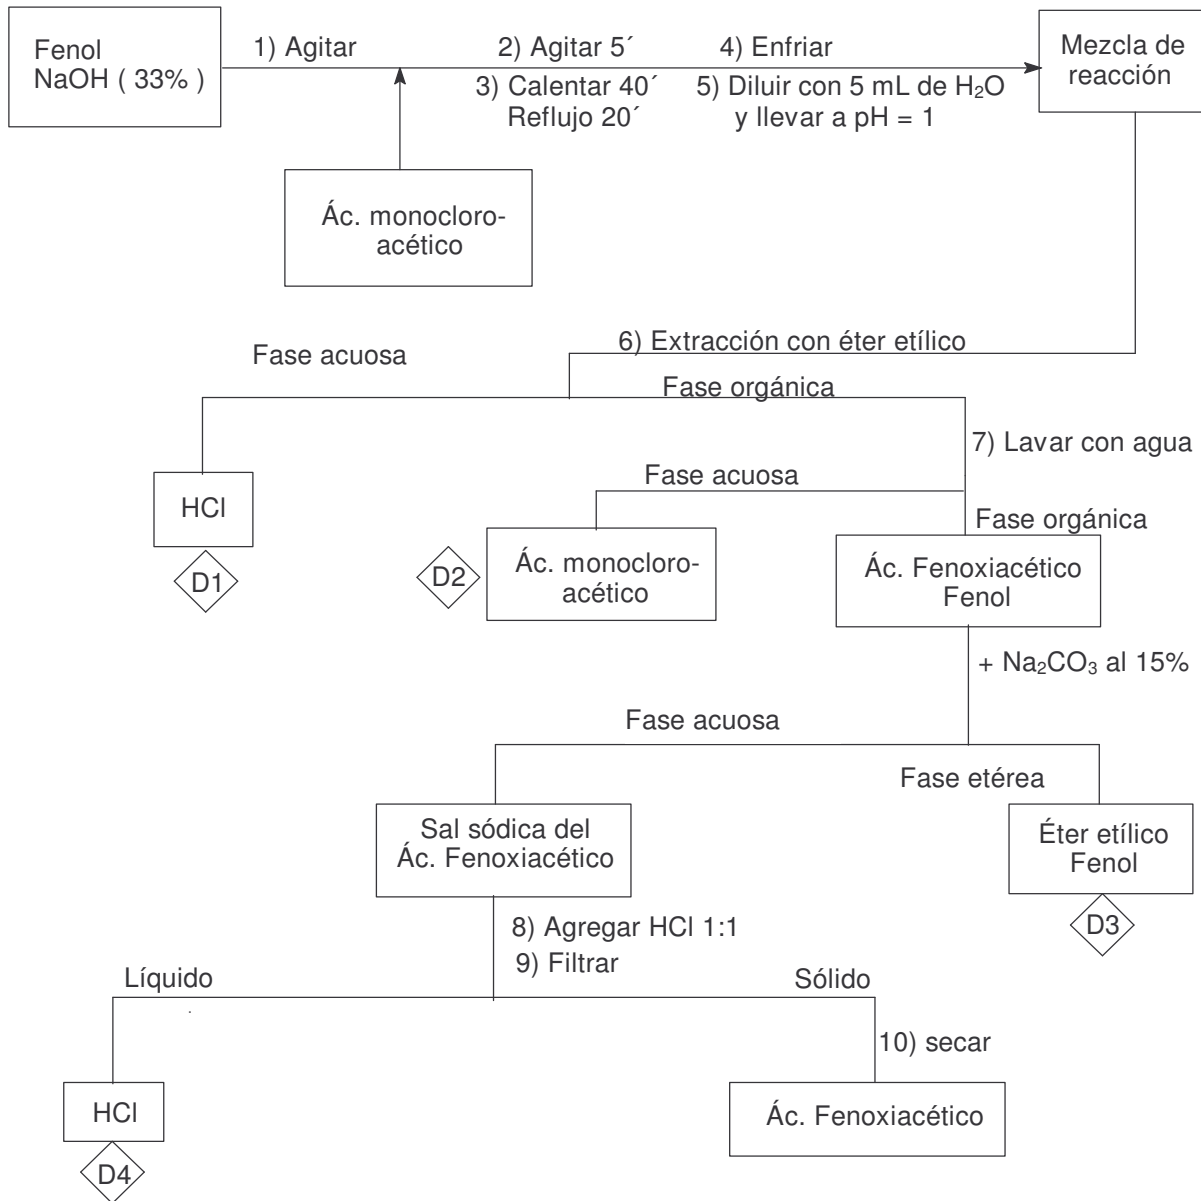 Fenol
NaOH ( 33% )
1) Agitar
2) Agitar 5´
3) Calentar 40´
Reflujo 20´
4) Enfriar
5) Diluir con 5 mL de H₂O
y llevar a pH = 1
Mezcla de
reacción
Ác. monocloro-
acético
6) Extracción con éter etílico
Fase acuosa
Fase orgánica
7) Lavar con agua
HCl
D1
Fase acuosa
Fase orgánica
D2
Ác. monocloro-
acético
Ác. Fenoxiacético
Fenol
+ Na₂CO₃ al 15%
Fase acuosa
Fase etérea
Sal sódica del
Ác. Fenoxiacético
Éter etílico
Fenol
D3
8) Agregar HCl 1:1
9) Filtrar
Líquido
Sólido
10) secar
HCl
D4
Ác. Fenoxiacético